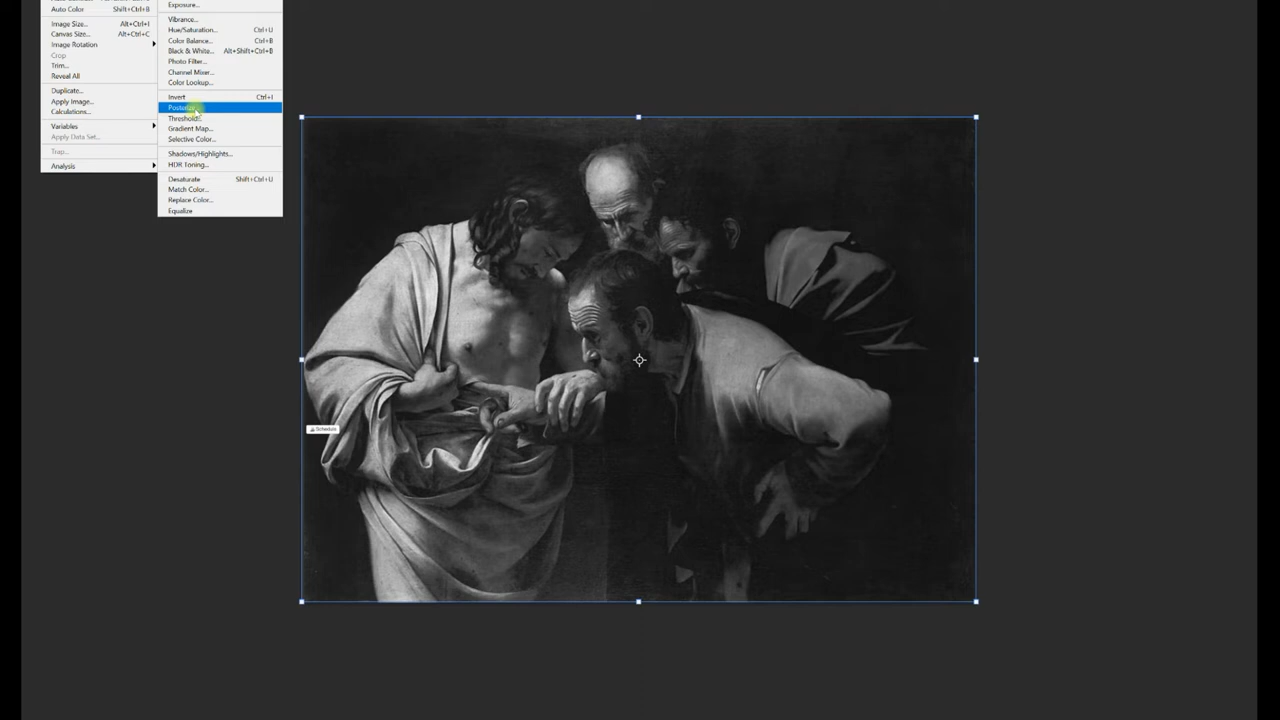 Auto Color Shift+Ctrl+B
Image Size... Alt+Ctrl+I
Canvas Size... Alt+Ctrl+C
Image Rotation
Crop
Trim...
Reveal All
Duplicate...
Apply Image...
Calculations...
Variables
Apply Data Set...
Trap...
Analysis
Exposure...
Vibrance...
Hue/Saturation... Ctrl+U
Color Balance... Ctrl+B
Black & White... Alt+Shift+Ctrl+B
Photo Filter...
Channel Mixer...
Color Lookup...
Invert Ctrl+I
Posterize...
Threshold...
Gradient Map...
Selective Color...
Shadows/Highlights...
HDR Toning...
Desaturate Shift+Ctrl+U
Match Color...
Replace Color...
Equalize
Schedule